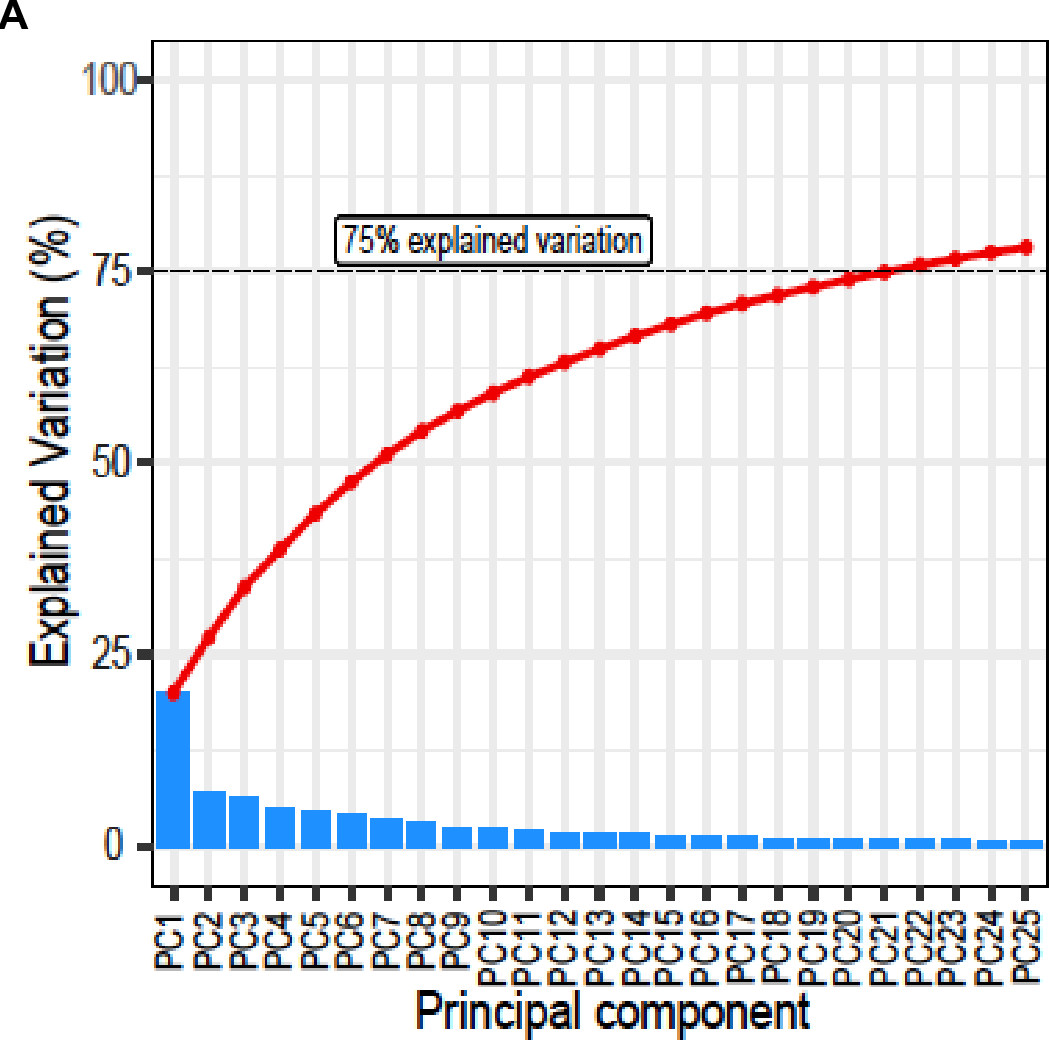 A
100
75% explained variation
75
50
25
0
Explained Variation (%)
PC1 PC2 PC3 PC4 PC5 PC6 PC7 PC8 PC9 PC10 PC11 PC12 PC13 PC14 PC15 PC16 PC17 PC18 PC19 PC20 PC21 PC22 PC23 PC24 PC25
Principal component